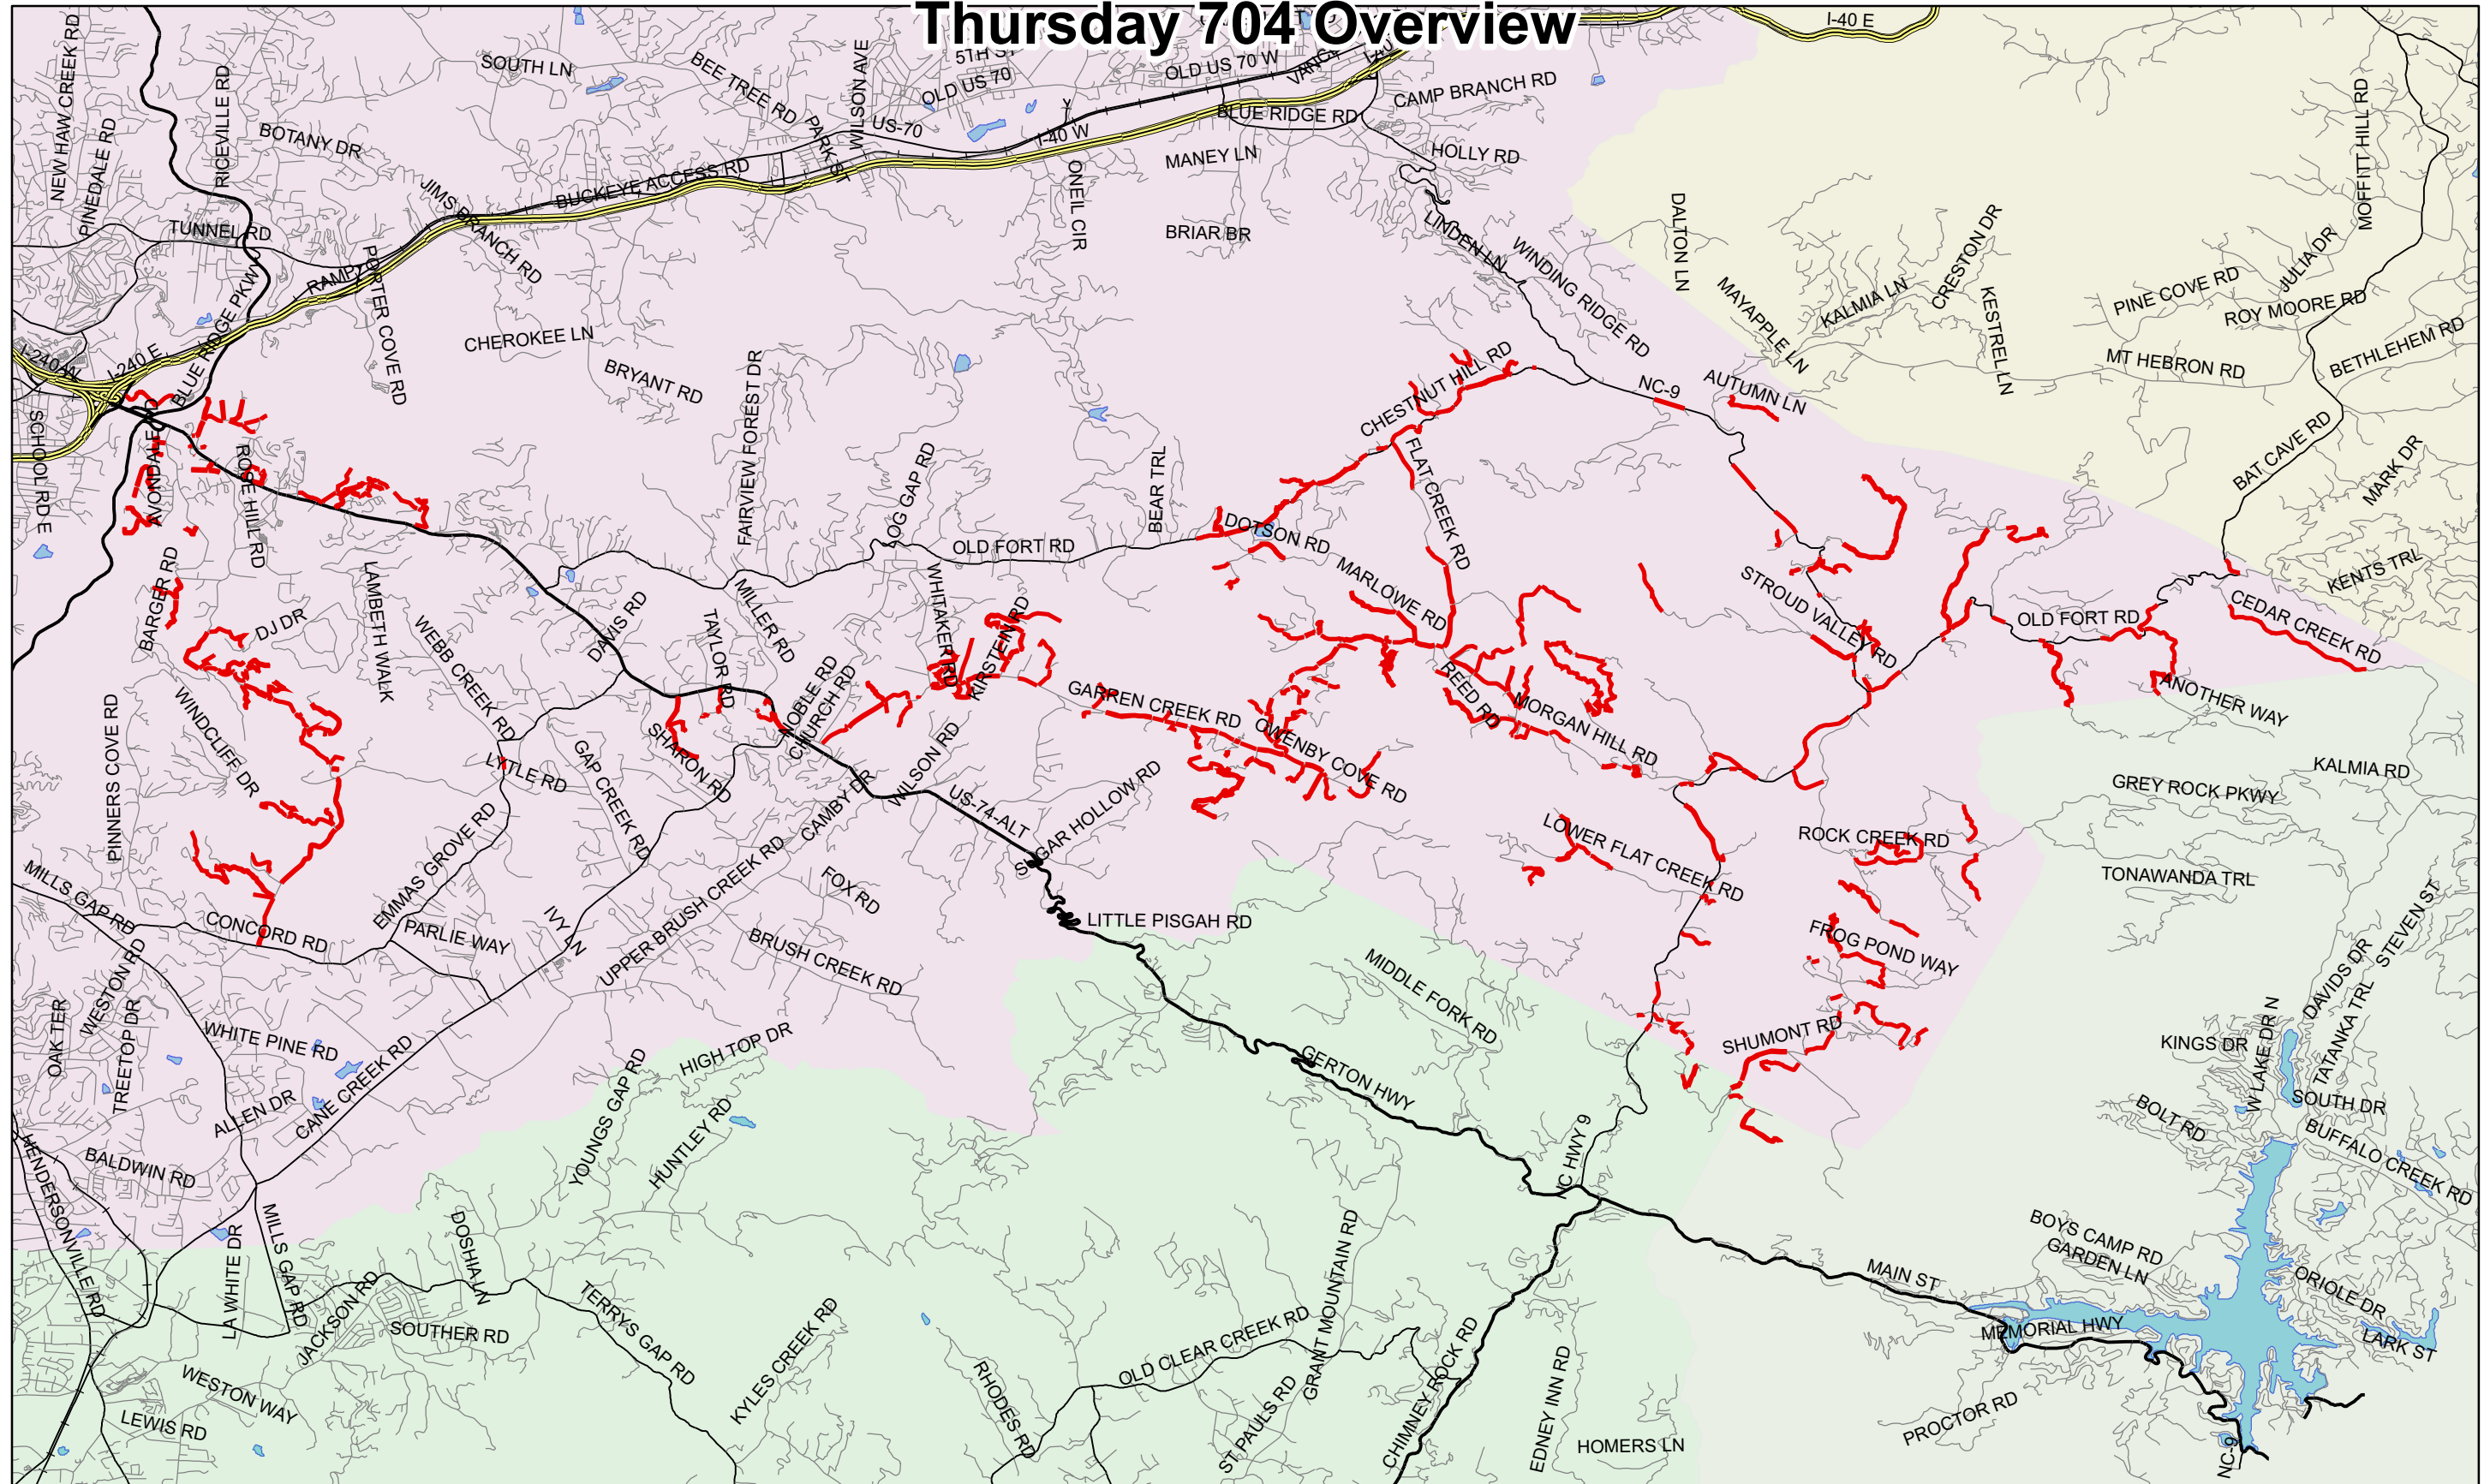 Thursday 704 Overview
I-40 E
NEW HAW CREEK RD
PINEDALE RD
RICEVILLE RD
BOTANY DR
SOUTH LN
BEE TREE RD
PARK ST
WILSON AVE
5TH ST
OLD US 70
US-70
I-40 W
OLD US 70 W
I-40
BLUE RIDGE RD
CAMP BRANCH RD
HOLLY RD
MANEY LN
ONEIL CIR
BRIAR BR
LINDEN LN
WINDING RIDGE RD
DALTON LN
MAYAPPLE LN
KALMIA LN
CRESTON DR
KESTREL LN
MOFFITT HILL RD
PINE COVE RD
JULIA DR
ROY MOORE RD
MT HEBRON RD
BETHLEHEM RD
BAT CAVE RD
MARK DR
KENTS TRL
TUNNEL RD
JIMS BRANCH RD
BUCKEYE ACCESS RD
RAMP
PORTER COVE RD
BLUE RIDGE PKWY
I-240 W
I-240 E
CHEROKEE LN
BRYANT RD
FAIRVIEW FOREST DR
SCHOOL RD E
AVONDALE RD
ROSE HILL RD
LOG GAP RD
BEAR TRL
OLD FORT RD
CHESTNUT HILL RD
NC-9
AUTUMN LN
FLAT CREEK RD
DOTSON RD
MARLOWE RD
STROUD VALLEY RD
OLD FORT RD
CEDAR CREEK RD
ANOTHER WAY
BARGER RD
DJ DR
LAMBETH WALK
WEBB CREEK RD
DAVIS RD
TAYLOR RD
MILLER RD
WHITAKER RD
KIRSTEIN RD
NOBLE RD
CHURCH RD
GARREN CREEK RD
OWENBY COVE RD
REED RD
MORGAN HILL RD
PINNERS COVE RD
WINDCLIFF DR
LYTLE RD
GAP CREEK RD
SHARON RD
CAMBY DR
WILSON RD
US-74-ALT
SUGAR HOLLOW RD
KALMIA RD
GREY ROCK PKWY
LOWER FLAT CREEK RD
ROCK CREEK RD
TONAWANDA TRL
MILLS GAP RD
CONCORD RD
EMMAS GROVE RD
PARLIE WAY
IVY LN
UPPER BRUSH CREEK RD
FOX RD
BRUSH CREEK RD
LITTLE PISGAH RD
MIDDLE FORK RD
FROG POND WAY
SHUMONT RD
STEVEN ST
DAVIDS DR
TATANKA TRL
W LAKE DR N
KINGS DR
SOUTH DR
BOLT RD
BUFFALO CREEK RD
OAK TER
WESTON RD
TREETOP DR
WHITE PINE RD
ALLEN DR
CANE CREEK RD
HIGH TOP DR
YOUNGS GAP RD
HUNTLEY RD
GERTON HWY
NC HWY 9
HENDERSONVILLE RD
BALDWIN RD
LA WHITE DR
MILLS GAP RD
DOSHIA LN
JACKSON RD
SOUTHER RD
TERRYS GAP RD
KYLES CREEK RD
RHODES RD
OLD CLEAR CREEK RD
ST PAULS RD
GRANT MOUNTAIN RD
CHIMNEY ROCK RD
EDNEY INN RD
HOMERS LN
MAIN ST
BOYS CAMP RD
GARDEN LN
ORIOLE DR
LARK ST
MEMORIAL HWY
PROCTOR RD
NC-9
WESTON WAY
LEWIS RD